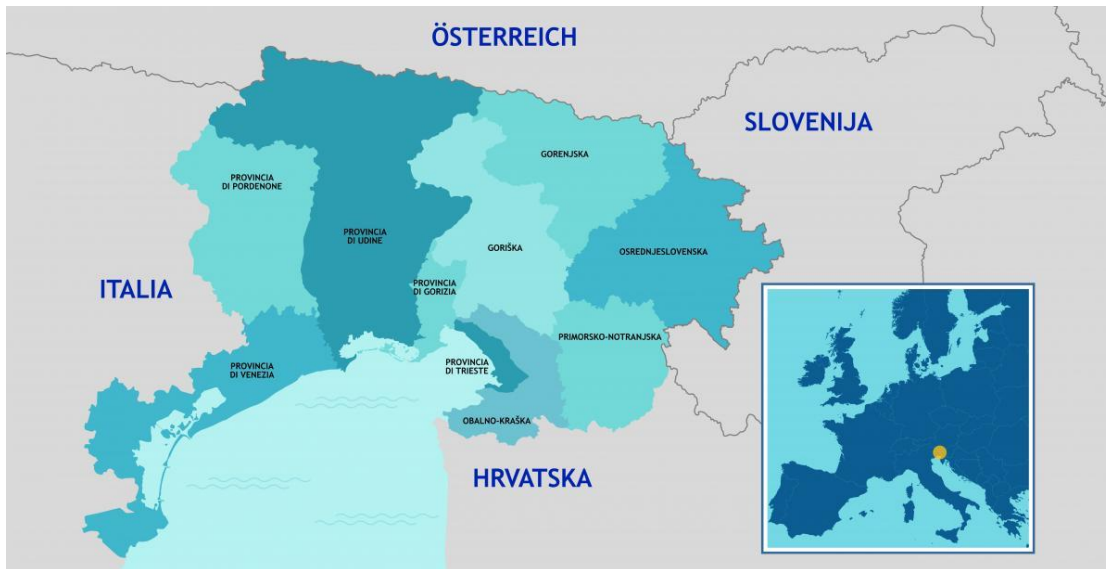 ÖSTERREICH
SLOVENIJA
GORENJSKA
PROVINCIA
DI PORDENONE
PROVINCIA
DI UDINE
GORIŠKA
OSREDNJESLOVENSKA
ITALIA
PROVINCIA
DI GORIZIA
PRIMORSKO-NOTRANJSKA
PROVINCIA
DI VENEZIA
PROVINCIA
DI TRIESTE
OBALNO-KRAŠKA
HRVATSKA